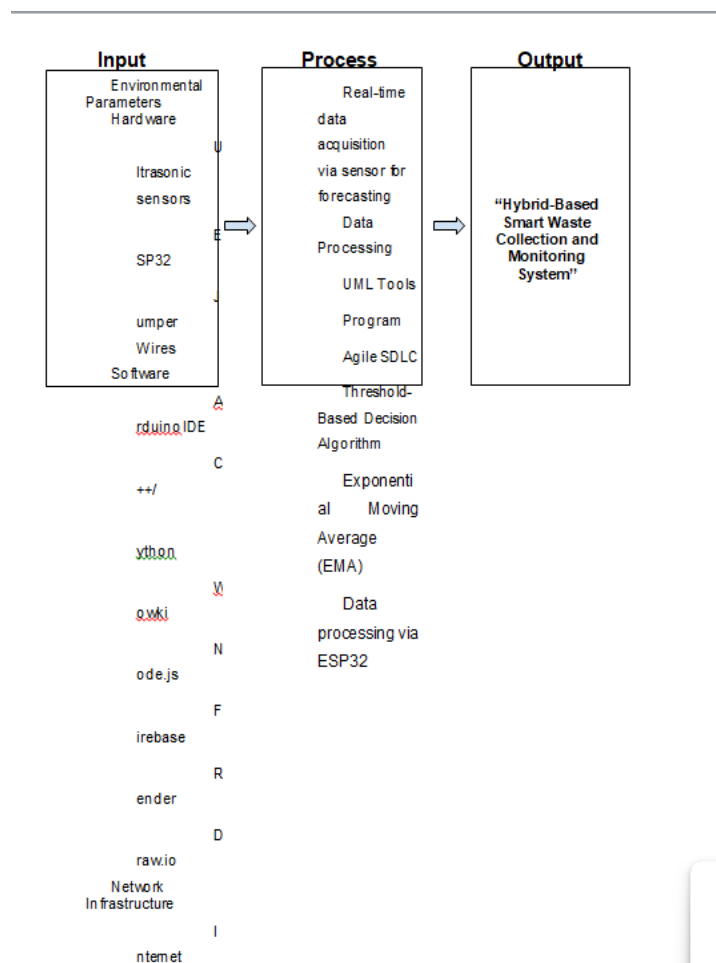 Input
Environmental
Parameters
Hardware
U
ltrasonic
sensors
E
SP32
J
umper
Wires
Software
A
rduino IDE
C
++/
ython
W
owki
N
ode.js
F
irebase
R
ender
D
raw.io
Network
Infrastructure
I
nternet
Process
Real-time
data
acquisition
via sensor for
forecasting
Data
Processing
UML Tools
Program
Agile SDLC
Threshold-
Based Decision
Algorithm
Exponenti
al Moving
Average
(EMA)
Data
processing via
ESP32
Output
“Hybrid-Based
Smart Waste
Collection and
Monitoring
System”